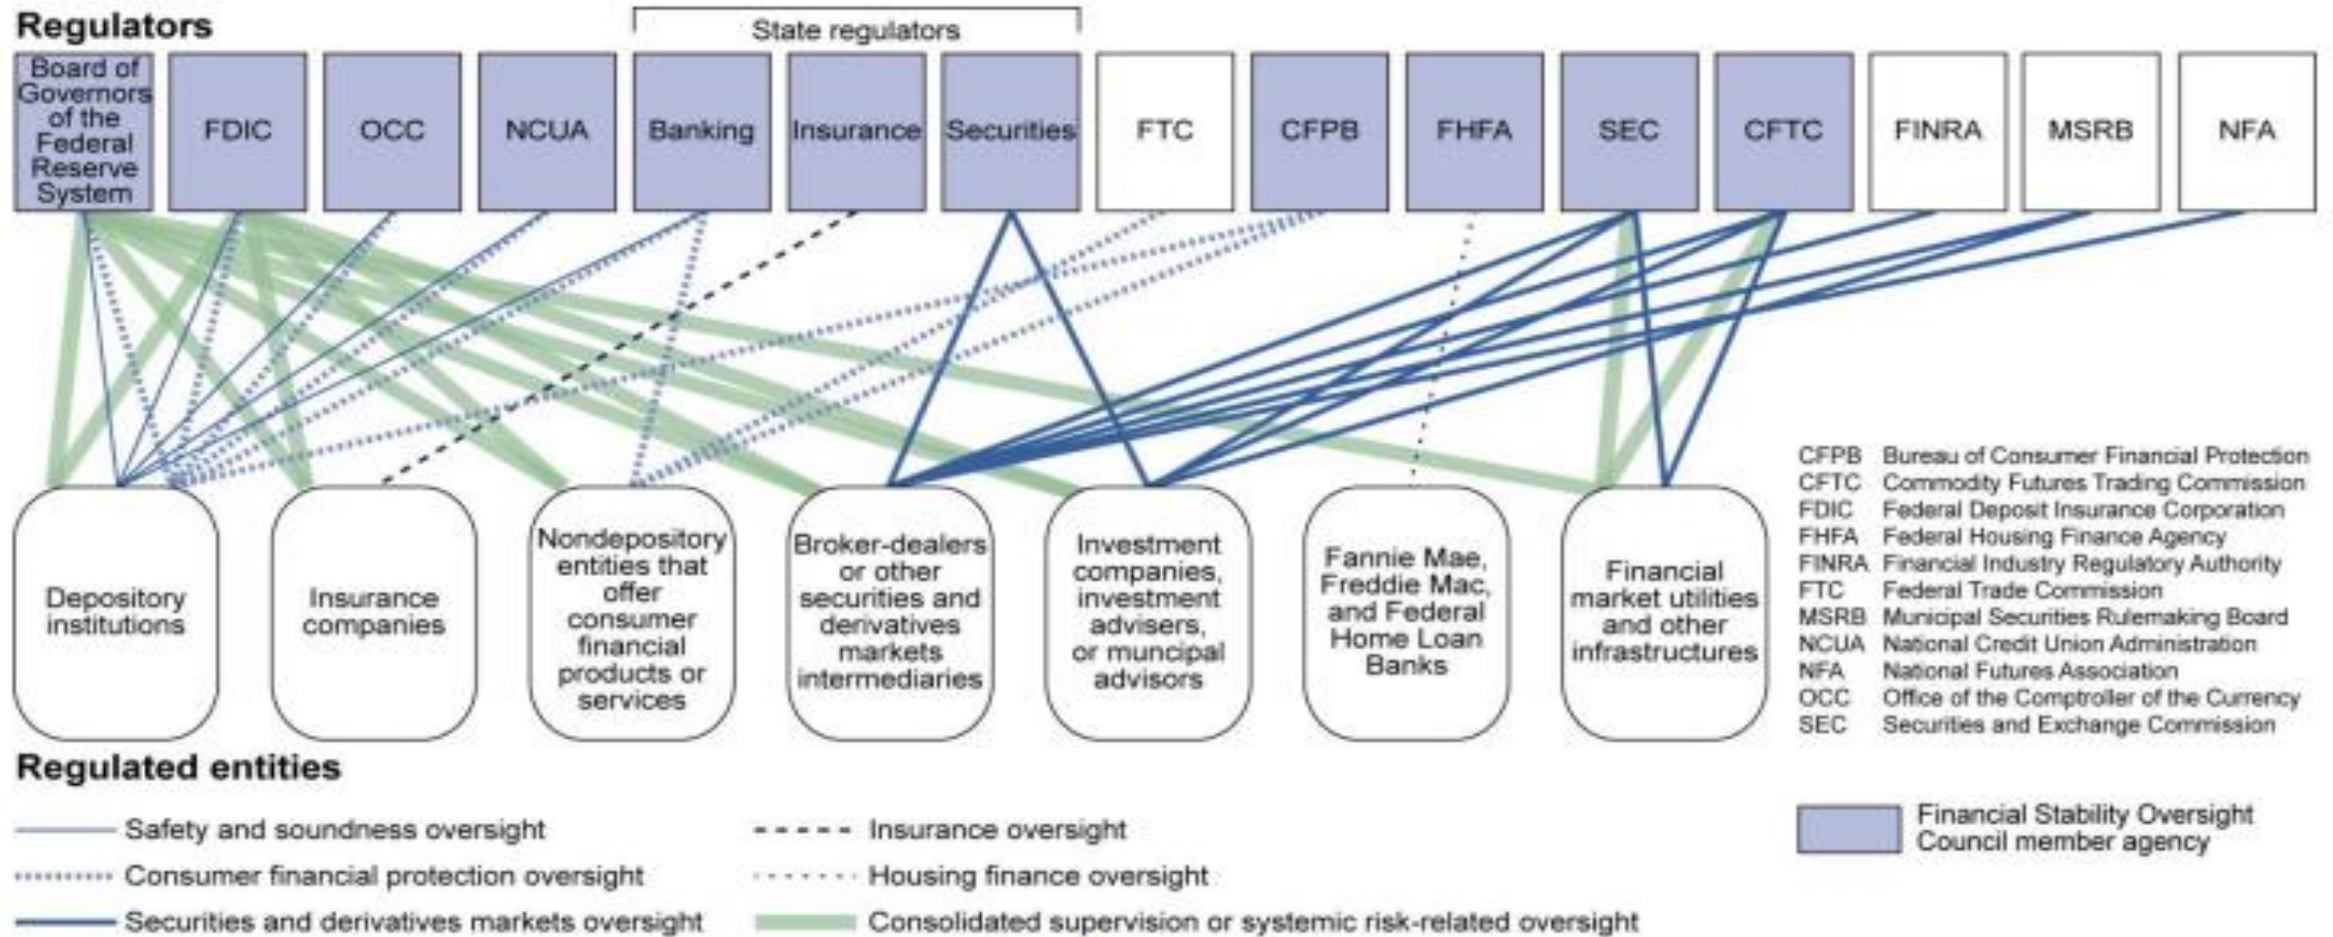 Regulators
State regulators
Board of
Governors
of the
Federal
Reserve
System
FDIC
OCC
NCUA
Banking
Insurance
Securities
FTC
CFPB
FHFA
SEC
CFTC
FINRA
MSRB
NFA
Depository
institutions
Insurance
companies
Nondepository
entities that
offer
consumer
financial
products or
services
Broker-dealers
or other
securities and
derivatives
markets
intermediaries
Investment
companies,
investment
advisers,
or muncipal
advisors
Fannie Mae,
Freddie Mac,
and Federal
Home Loan
Banks
Financial
market utilities
and other
infrastructures
CFPB Bureau of Consumer Financial Protection
CFTC Commodity Futures Trading Commission
FDIC Federal Deposit Insurance Corporation
FHFA Federal Housing Finance Agency
FINRA Financial Industry Regulatory Authority
FTC Federal Trade Commission
MSRB Municipal Securities Rulemaking Board
NCUA National Credit Union Administration
NFA National Futures Association
OCC Office of the Comptroller of the Currency
SEC Securities and Exchange Commission
Regulated entities
Safety and soundness oversight
Consumer financial protection oversight
Securities and derivatives markets oversight
Insurance oversight
Housing finance oversight
Consolidated supervision or systemic risk-related oversight
Financial Stability Oversight
Council member agency